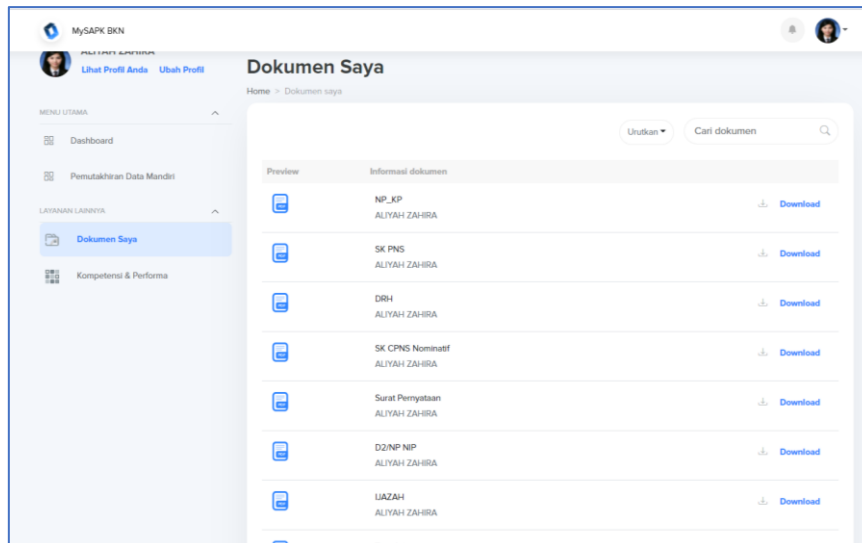 MySAPK BKN
ALIYAH ZAHIRA
Lihat Profil Anda Ubah Profil
MENU UTAMA
Dashboard
Pemutakhiran Data Mandiri
LAYANAN LAINNYA
Dokumen Saya
Kompetensi & Performa
Dokumen Saya
Home > Dokumen saya
Urutkan
Cari dokumen
Preview Informasi dokumen
NP_KP
ALIYAH ZAHIRA
Download
SK PNS
ALIYAH ZAHIRA
Download
DRH
ALIYAH ZAHIRA
Download
SK CPNS Nominatif
ALIYAH ZAHIRA
Download
Surat Pernyataan
ALIYAH ZAHIRA
Download
D2/NP NIP
ALIYAH ZAHIRA
Download
IJAZAH
ALIYAH ZAHIRA
Download